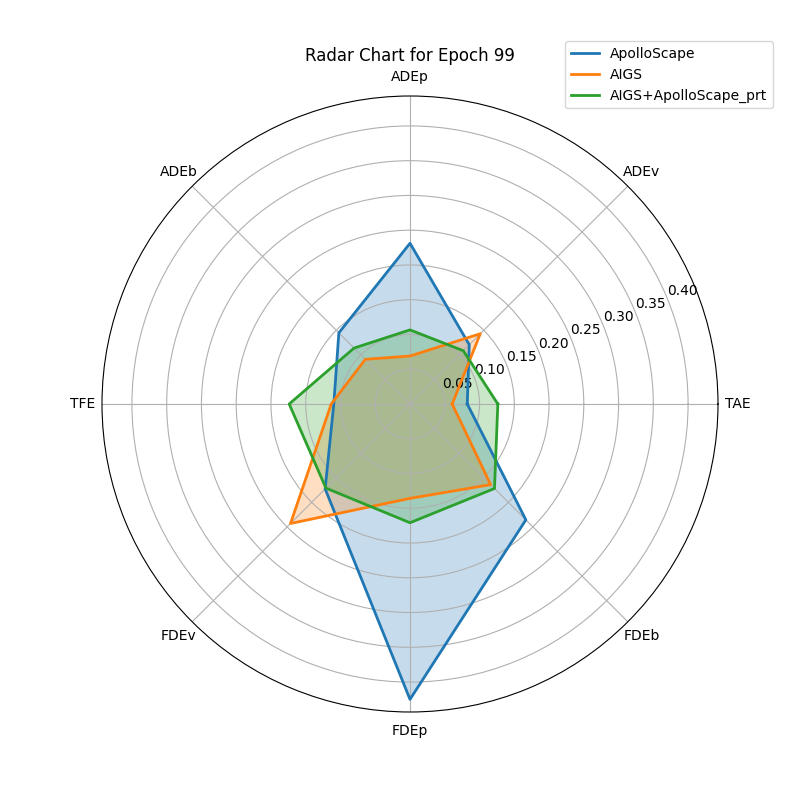 Radar Chart for Epoch 99
ApolloScape
AIGS
AIGS+ApolloScape_prt
ADEp
ADEb
ADEv
0.40
0.35
0.30
0.25
0.20
0.15
0.10
0.05
TFE
TAE
FDEv
FDEb
FDEp